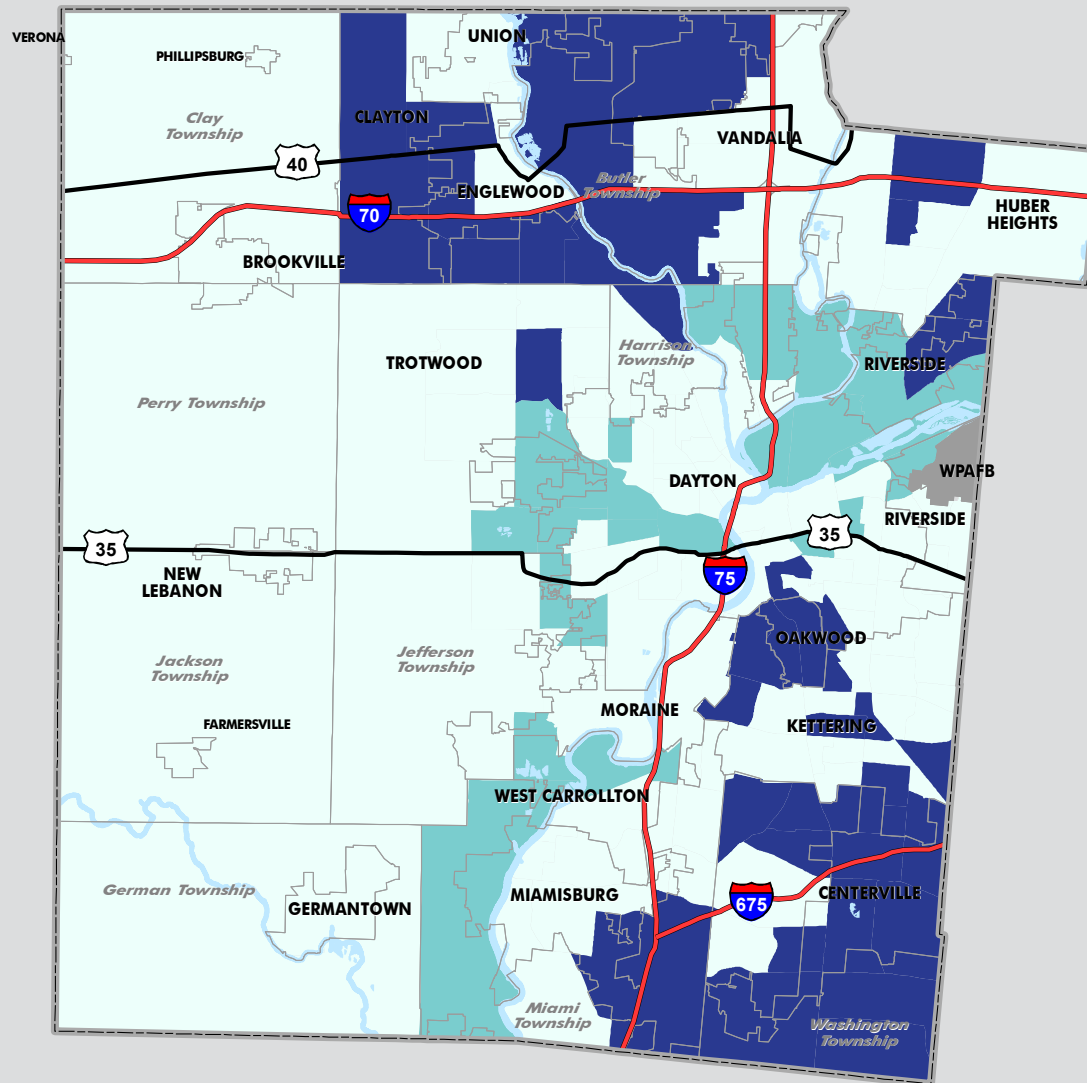 VERONA
UNION
PHILLIPSBURG
CLAYTON
Clay
Township
VANDALIA
40
ENGLEWOOD
Butler
Township
70
HUBER
HEIGHTS
BROOKVILLE
Harrison
Township
TROTWOOD
RIVERSIDE
Perry Township
DAYTON
WPAFB
RIVERSIDE
35
35
NEW
LEBANON
75
OAKWOOD
Jefferson
Township
Jackson
Township
MORAINE
FARMERSVILLE
KETTERING
WEST CARROLLTON
German Township
MIAMISBURG
CENTERVILLE
GERMANTOWN
675
Miami
Township
Washington
Township